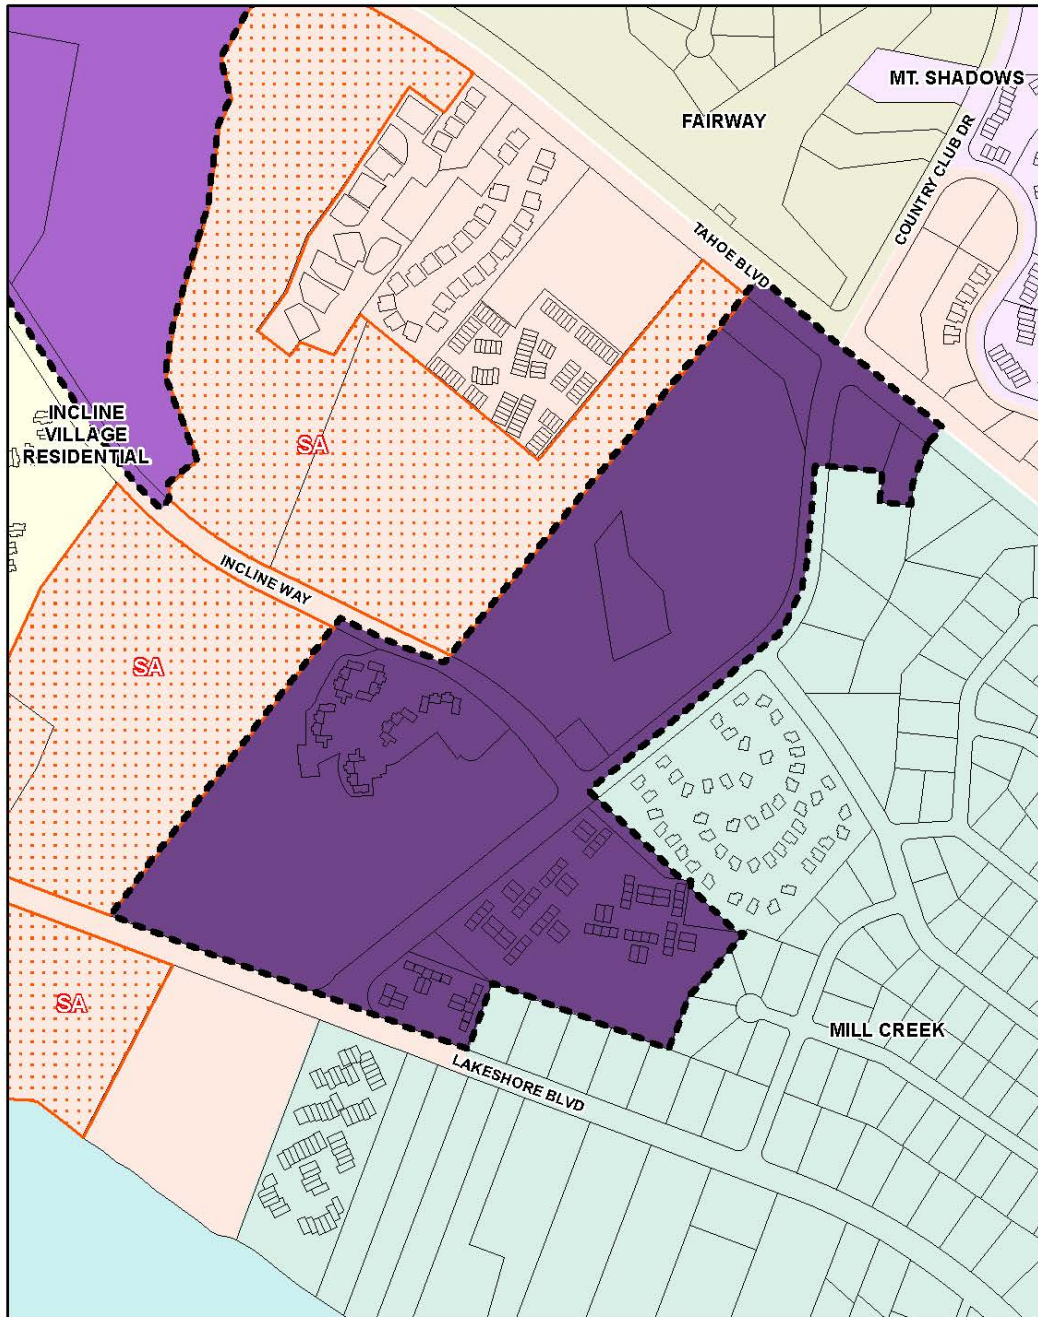 MT. SHADOWS
FAIRWAY
COUNTRY CLUB DR
TAHOE BLVD
INCLINE
VILLAGE
RESIDENTIAL
SA
INCLINE WAY
SA
SA
MILL CREEK
LAKESHORE BLVD